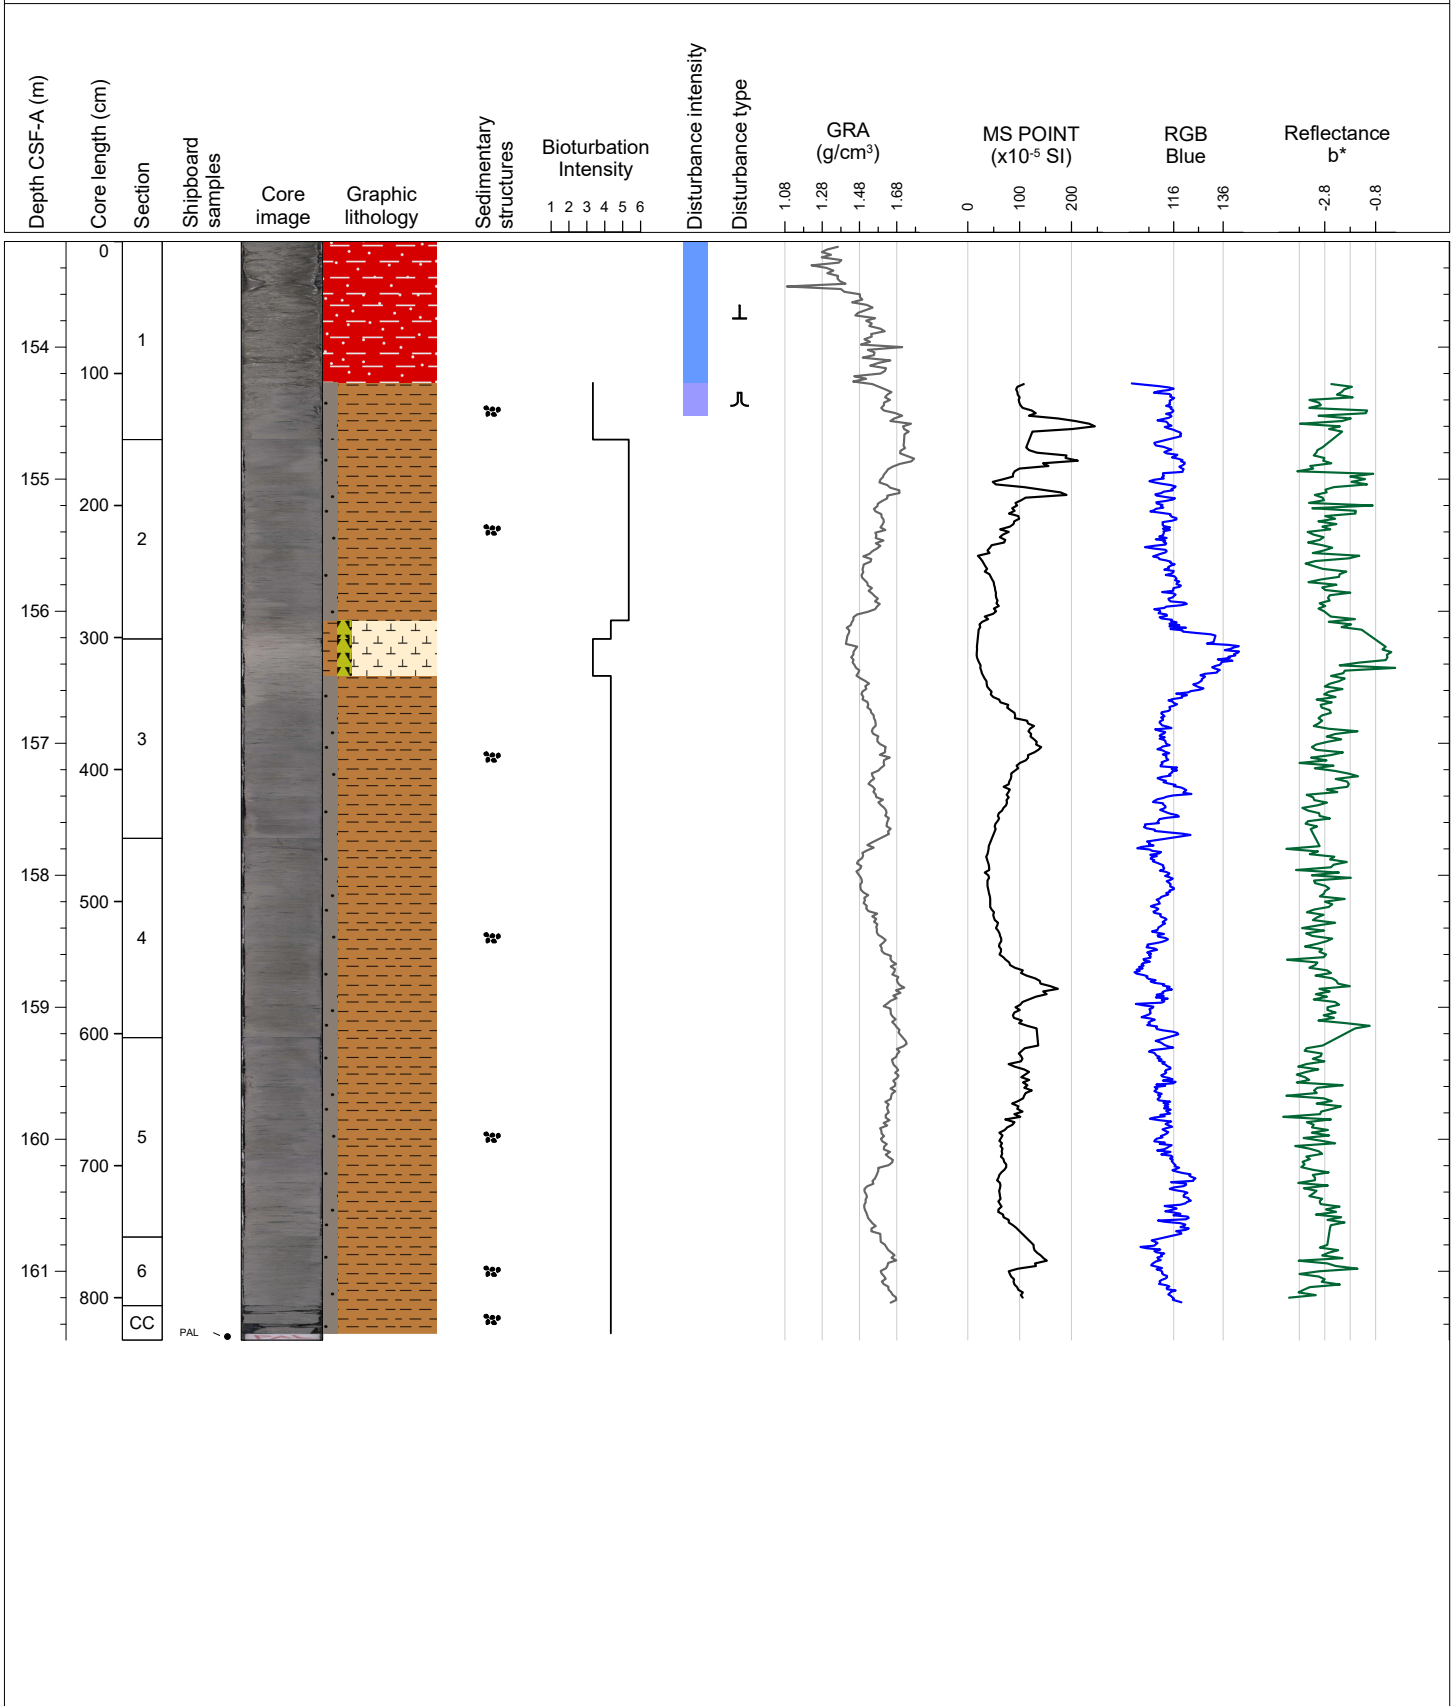 Depth CSF-A (m)
Core length (cm)
Section
Shipboard
samples
Core
image
Graphic
lithology
Sedimentary
structures
Bioturbation
Intensity
1 2 3 4 5 6
Disturbance intensity
Disturbance type
GRA
(g/cm³)
1.08 1.28 1.48 1.68
MS POINT
(x10⁻⁵ SI)
0 100 200
RGB
Blue
116 136
Reflectance
b*
-2.8 -0.8
0
1
154
100
155
200
2
156
300
157
3
400
158
500
4
159
600
160
5
700
161
6
800
CC
PAL